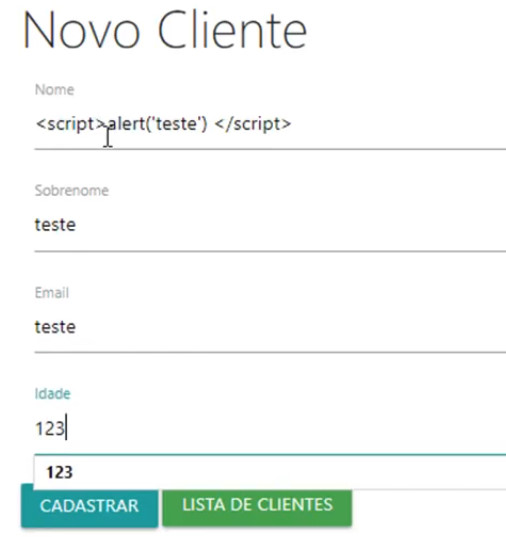 Novo Cliente
Nome
<script>alert('teste') </script>
Sobrenome
teste
Email
teste
Idade
123
123
CADASTRAR LISTA DE CLIENTES